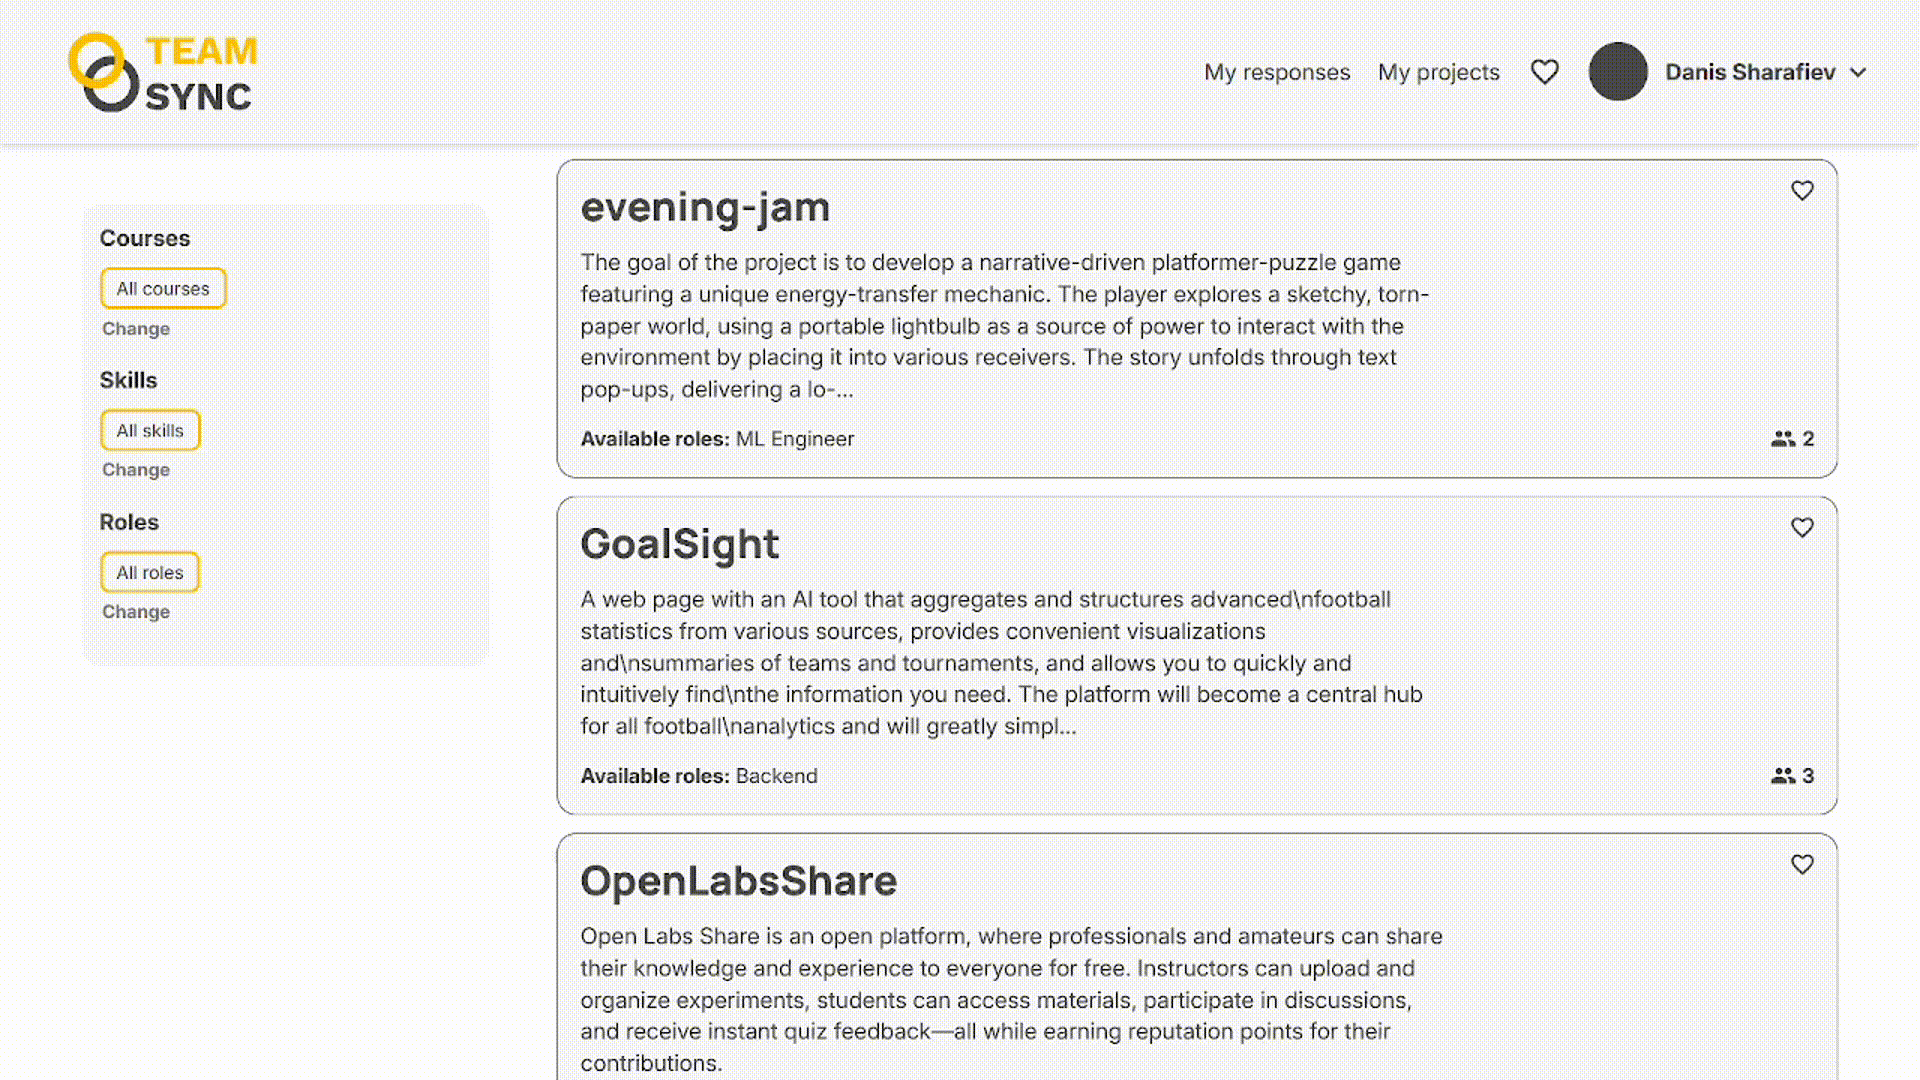 TEAM
SYNC
My responses
My projects
Danis Sharafiev
Courses
All courses
Change
Skills
All skills
Change
Roles
All roles
Change
evening-jam
The goal of the project is to develop a narrative-driven platformer-puzzle game
featuring a unique energy-transfer mechanic. The player explores a sketchy, torn-
paper world, using a portable lightbulb as a source of power to interact with the
environment by placing it into various receivers. The story unfolds through text
pop-ups, delivering a lo-...
Available roles: ML Engineer
2
GoalSight
A web page with an AI tool that aggregates and structures advanced\nfootball
statistics from various sources, provides convenient visualizations
and\nsummaries of teams and tournaments, and allows you to quickly and
intuitively find\nthe information you need. The platform will become a central hub
for all football\nanalytics and will greatly simpl...
Available roles: Backend
3
OpenLabsShare
Open Labs Share is an open platform, where professionals and amateurs can share
their knowledge and experience to everyone for free. Instructors can upload and
organize experiments, students can access materials, participate in discussions,
and receive instant quiz feedback—all while earning reputation points for their
contributions.